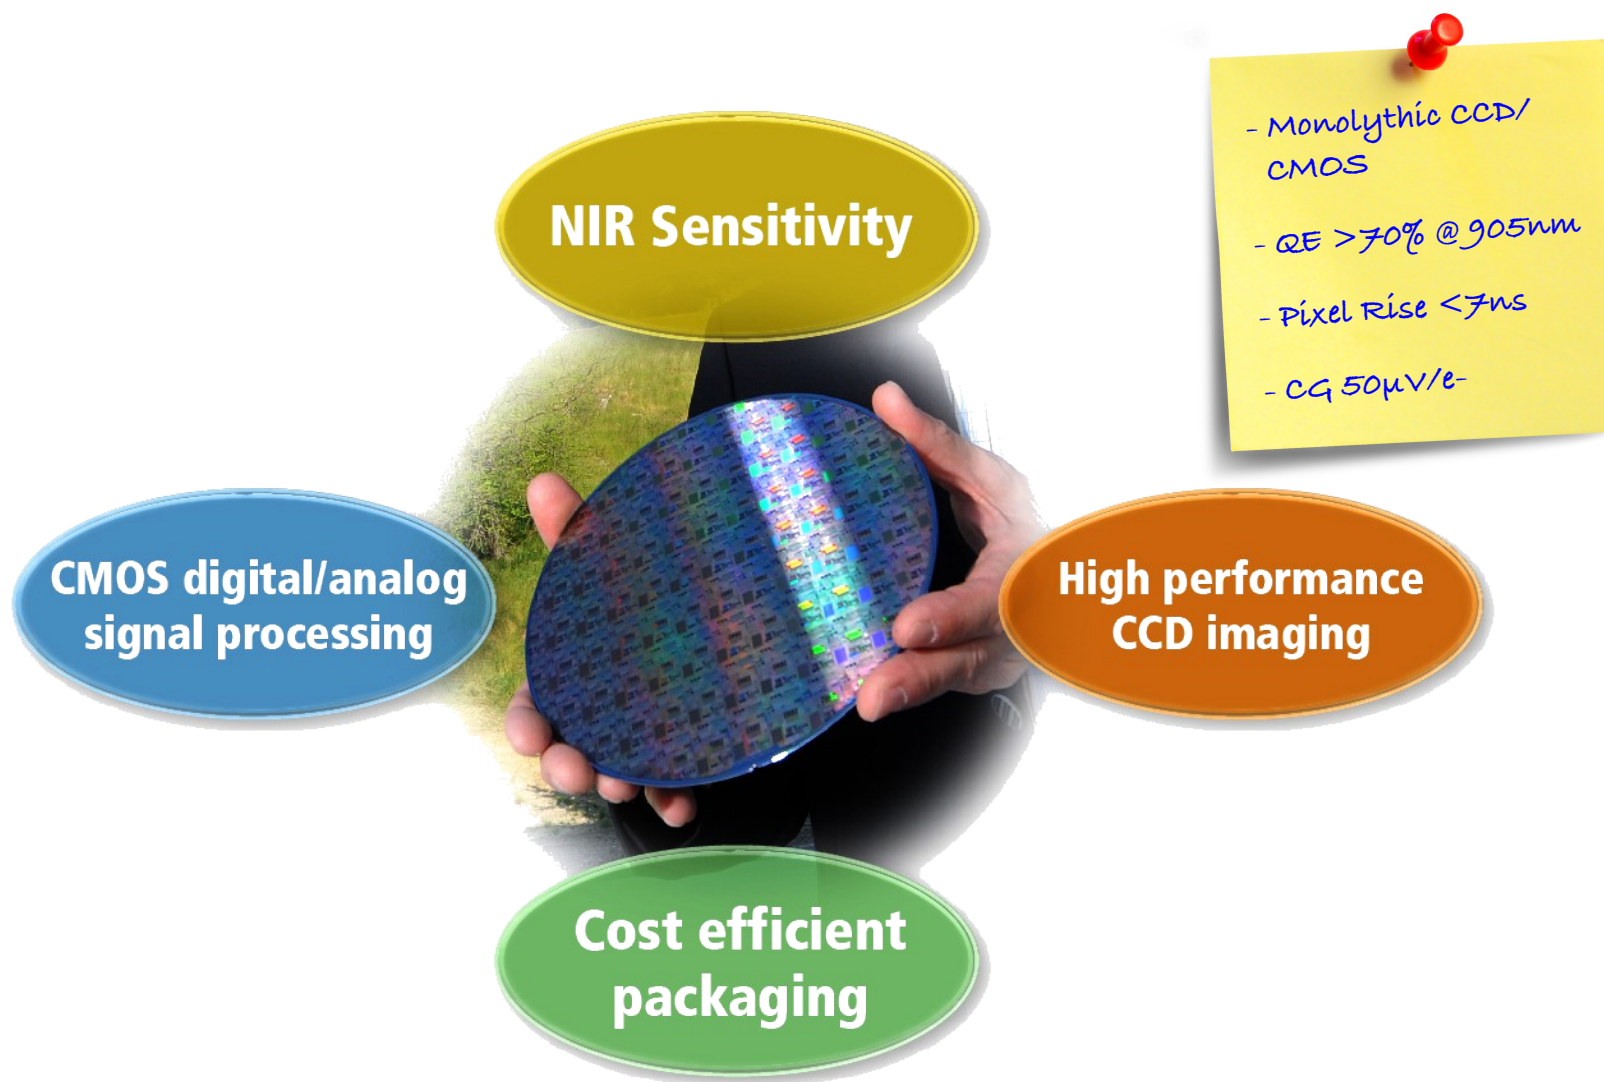 NIR Sensitivity
- Monolythic CCD/
CMOS
- QE >70% @ 905nm
- Pixel Rise <7ns
- CG 50µV/e-
CMOS digital/analog
signal processing
High performance
CCD imaging
Cost efficient
packaging